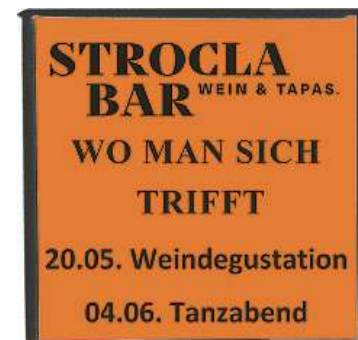 STROCLA
BAR WEIN & TAPAS.
WO MAN SICH
TRIFFT
20.05. Weindegustation
04.06. Tanzabend